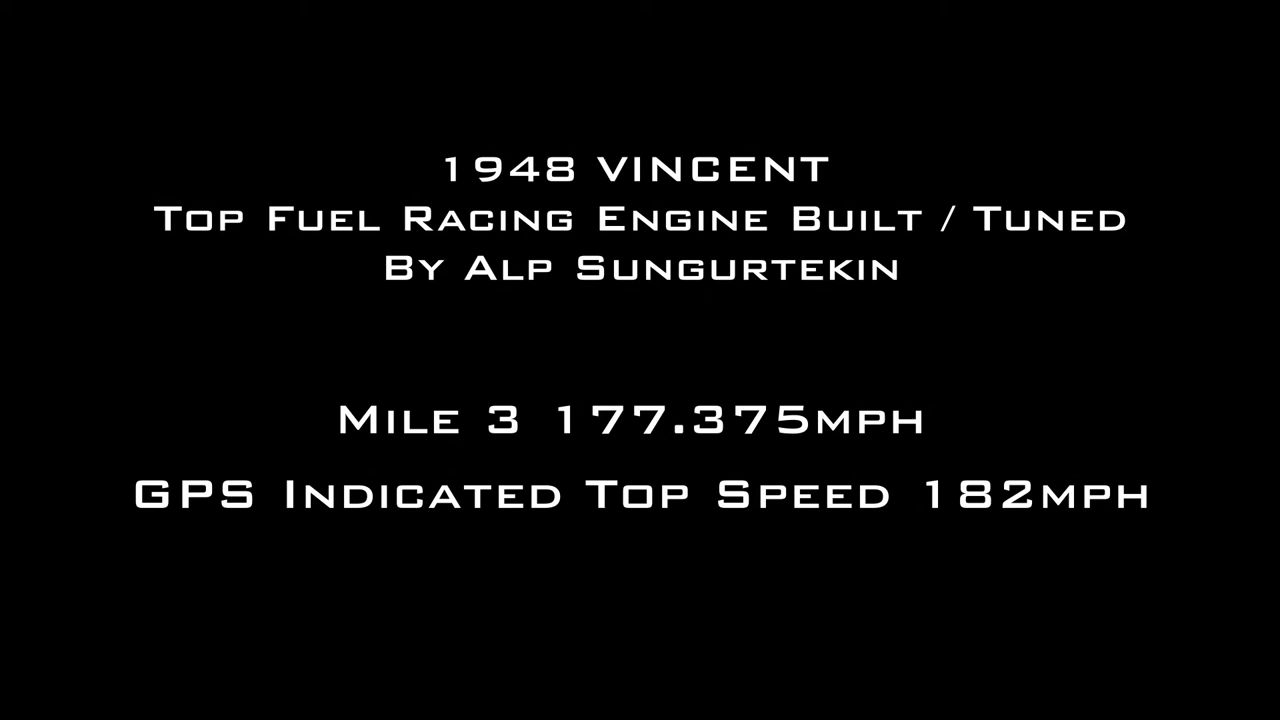 1948 VINCENT
Top Fuel Racing Engine Built / Tuned
By Alp Sungurtekin
Mile 3 177.375mph
GPS Indicated Top Speed 182mph